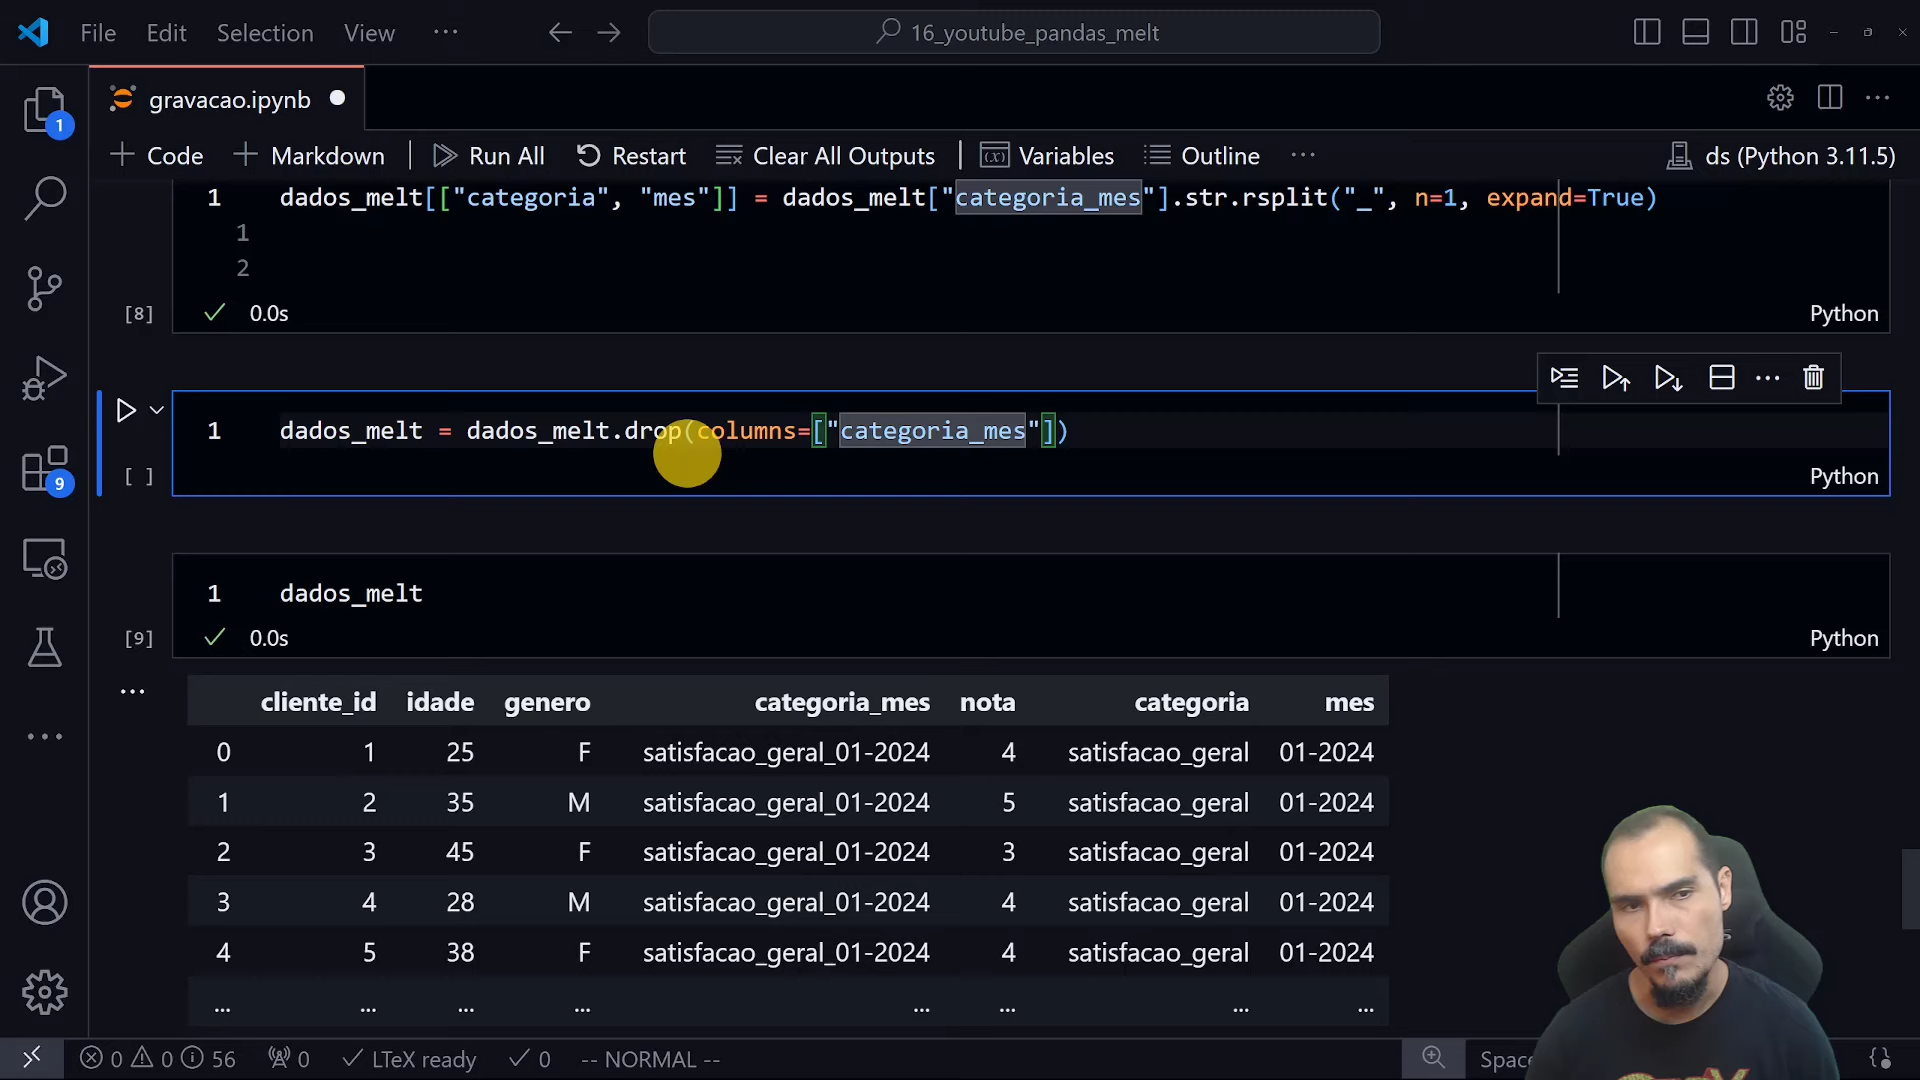 File Edit Selection View ··· 16_youtube_pandas_melt
gravacao.ipynb
Code Markdown Run All Restart Clear All Outputs Variables Outline ··· ds (Python 3.11.5)
1 dados_melt[["categoria", "mes"]] = dados_melt["categoria_mes"].str.rsplit("_", n=1, expand=True)
1
2
[8] 0.0s Python
1 dados_melt = dados_melt.drop(columns=["categoria_mes"])
[ ] Python
1 dados_melt
[9] 0.0s Python
cliente_id idade genero categoria_mes nota categoria mes
0 1 25 F satisfacao_geral_01-2024 4 satisfacao_geral 01-2024
1 2 35 M satisfacao_geral_01-2024 5 satisfacao_geral 01-2024
2 3 45 F satisfacao_geral_01-2024 3 satisfacao_geral 01-2024
3 4 28 M satisfacao_geral_01-2024 4 satisfacao_geral 01-2024
4 5 38 F satisfacao_geral_01-2024 4 satisfacao_geral 01-2024
... ... ... ... ... ... ... ...
1
9
0 0 56 0 LTeX ready 0 -- NORMAL --